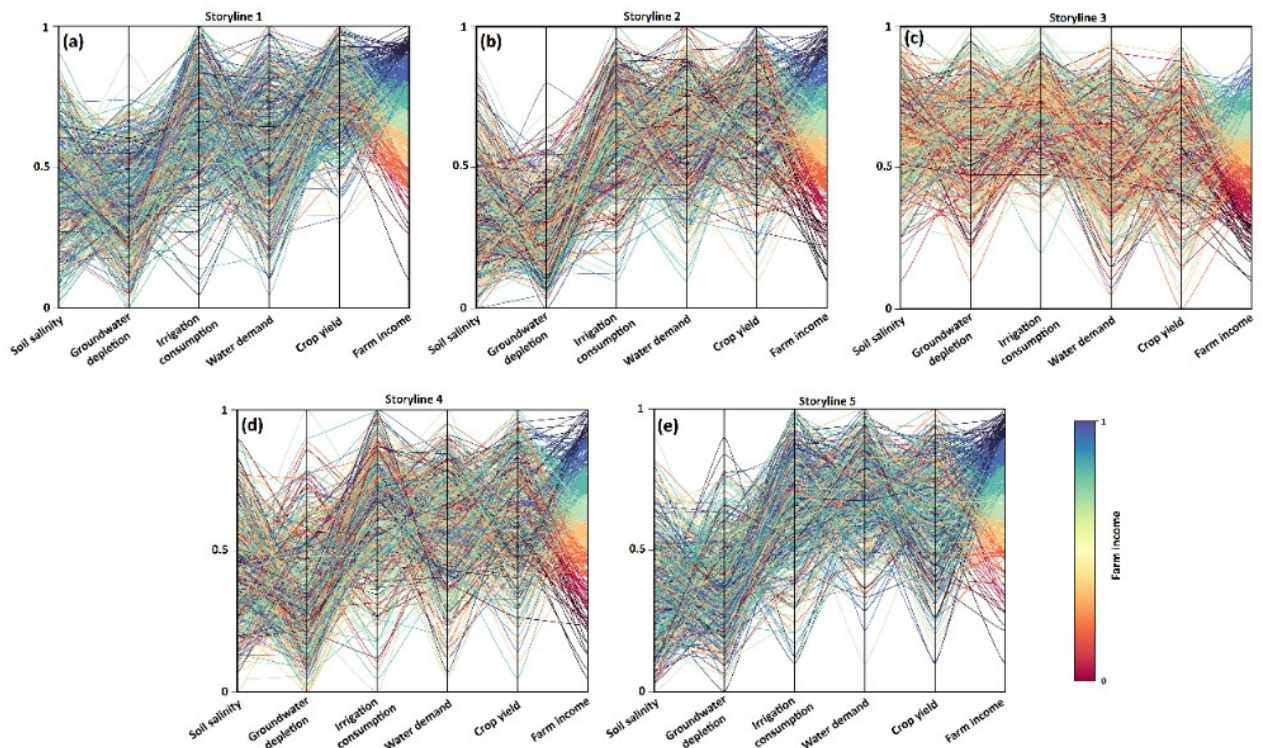 Storyline 1
Storyline 2
Storyline 3
(a)
(b)
(c)
1
0.5
0
1
0.5
0
1
0.5
0
Soil salinity
Groundwater
depletion
Irrigation
consumption
Water demand
Crop yield
Farm income
Soil salinity
Groundwater
depletion
Irrigation
consumption
Water demand
Crop yield
Farm income
Soil salinity
Groundwater
depletion
Irrigation
consumption
Water demand
Crop yield
Farm income
Storyline 4
Storyline 5
(d)
(e)
1
0.5
0
1
0.5
0
Soil salinity
Groundwater
depletion
Irrigation
consumption
Water demand
Crop yield
Farm income
Soil salinity
Groundwater
depletion
Irrigation
consumption
Water demand
Crop yield
Farm income
1
Farm income
0